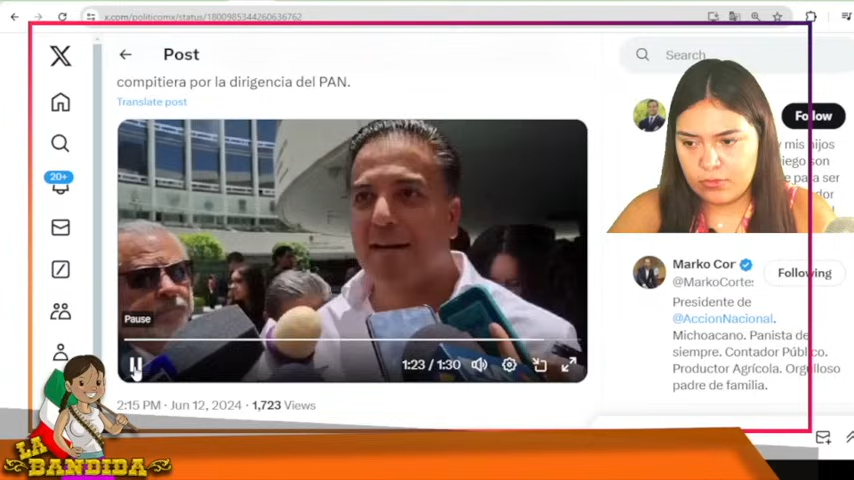 x.com/politicomx/status/1800985344260636762
Post
Search
compitiera por la dirigencia del PAN.
Translate post
Follow
mis hijos
iego son
e para ser
ador
20+
Marko Cor
@MarkoCortes
Following
Presidente de
@AccionNacional.
Michoacano. Panista de
siempre. Contador Público.
Productor Agrícola. Orgulloso
padre de familia.
Pause
1:23 / 1:30
2:15 PM · Jun 12, 2024 · 1,723 Views
LA
BANDIDA